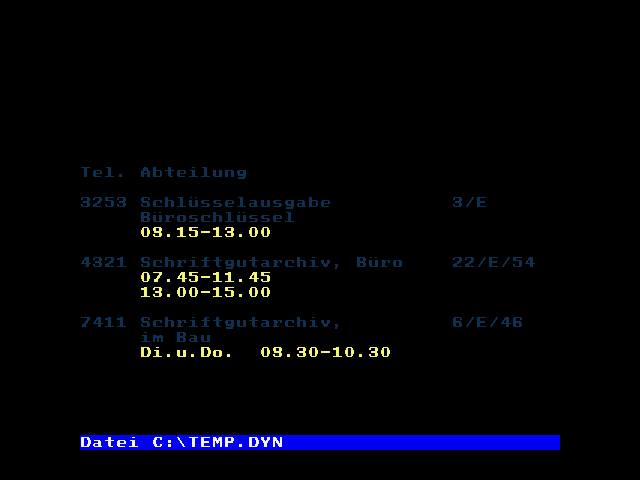 Tel. Abteilung
3253 Schlüsselausgabe 3/E
Büroschlüssel
08.15-13.00
4321 Schriftgutarchiv, Büro 22/E/54
07.45-11.45
13.00-15.00
7411 Schriftgutarchiv, 6/E/46
im Bau
Di.u.Do. 08.30-10.30
Datei C:\TEMP.DYN